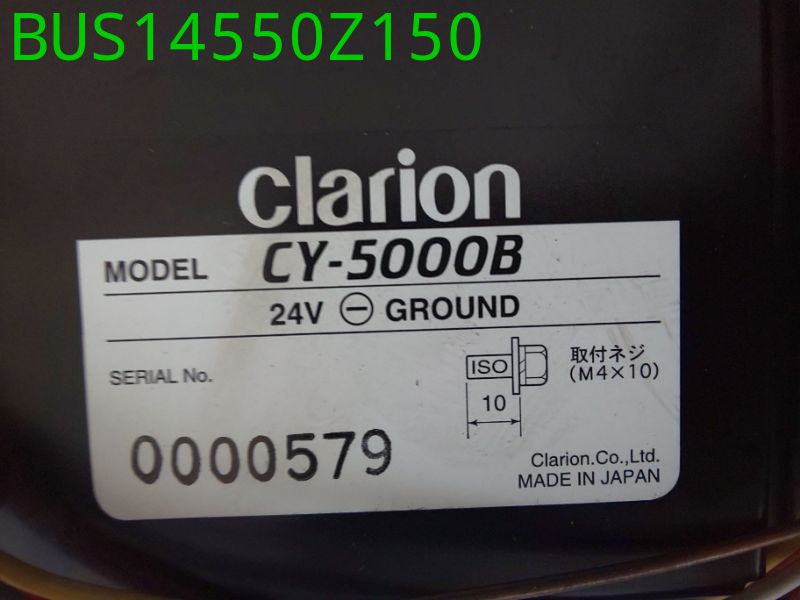 BUS14550Z150
clarion
MODEL CY-5000B
24V ⊖ GROUND
SERIAL No.
ISO
取付ネジ
(M4×10)
10
0000579
Clarion.Co.,Ltd.
MADE IN JAPAN